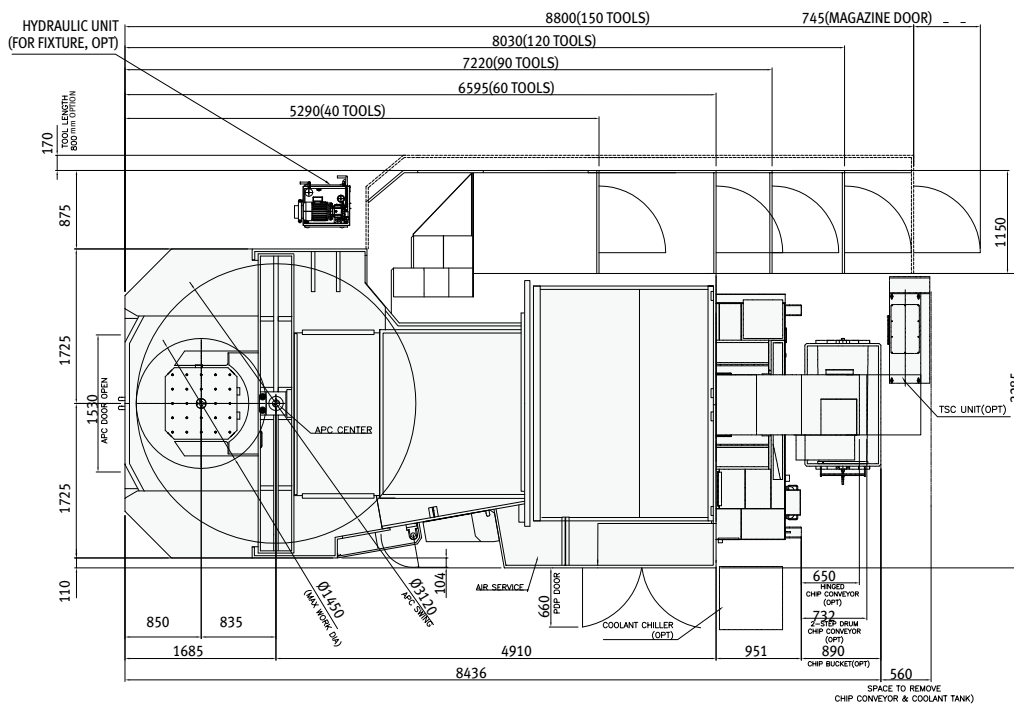 HYDRAULIC UNIT
(FOR FIXTURE, OPT)
8800(150 TOOLS)
745(MAGAZINE DOOR)
8030(120 TOOLS)
7220(90 TOOLS)
6595(60 TOOLS)
5290(40 TOOLS)
170
TOOL LENGTH
800mm OPTION
875
1150
1725
1530
APC DOOR OPEN
APC CENTER
TSC UNIT(OPT)
1725
110
104
Ø1450
(MAX WORK DIA)
Ø3120
APC SWING
AIR SERVICE
660
PDP DOOR
COOLANT CHILLER
(OPT)
650
HINGED
CHIP CONVEYOR
(OPT)
732
2-STEP DRUM
CHIP CONVEYOR
(OPT)
850
835
1685
4910
951
890
CHIP BUCKET(OPT)
8436
560
SPACE TO REMOVE
CHIP CONVEYOR & COOLANT TANK)